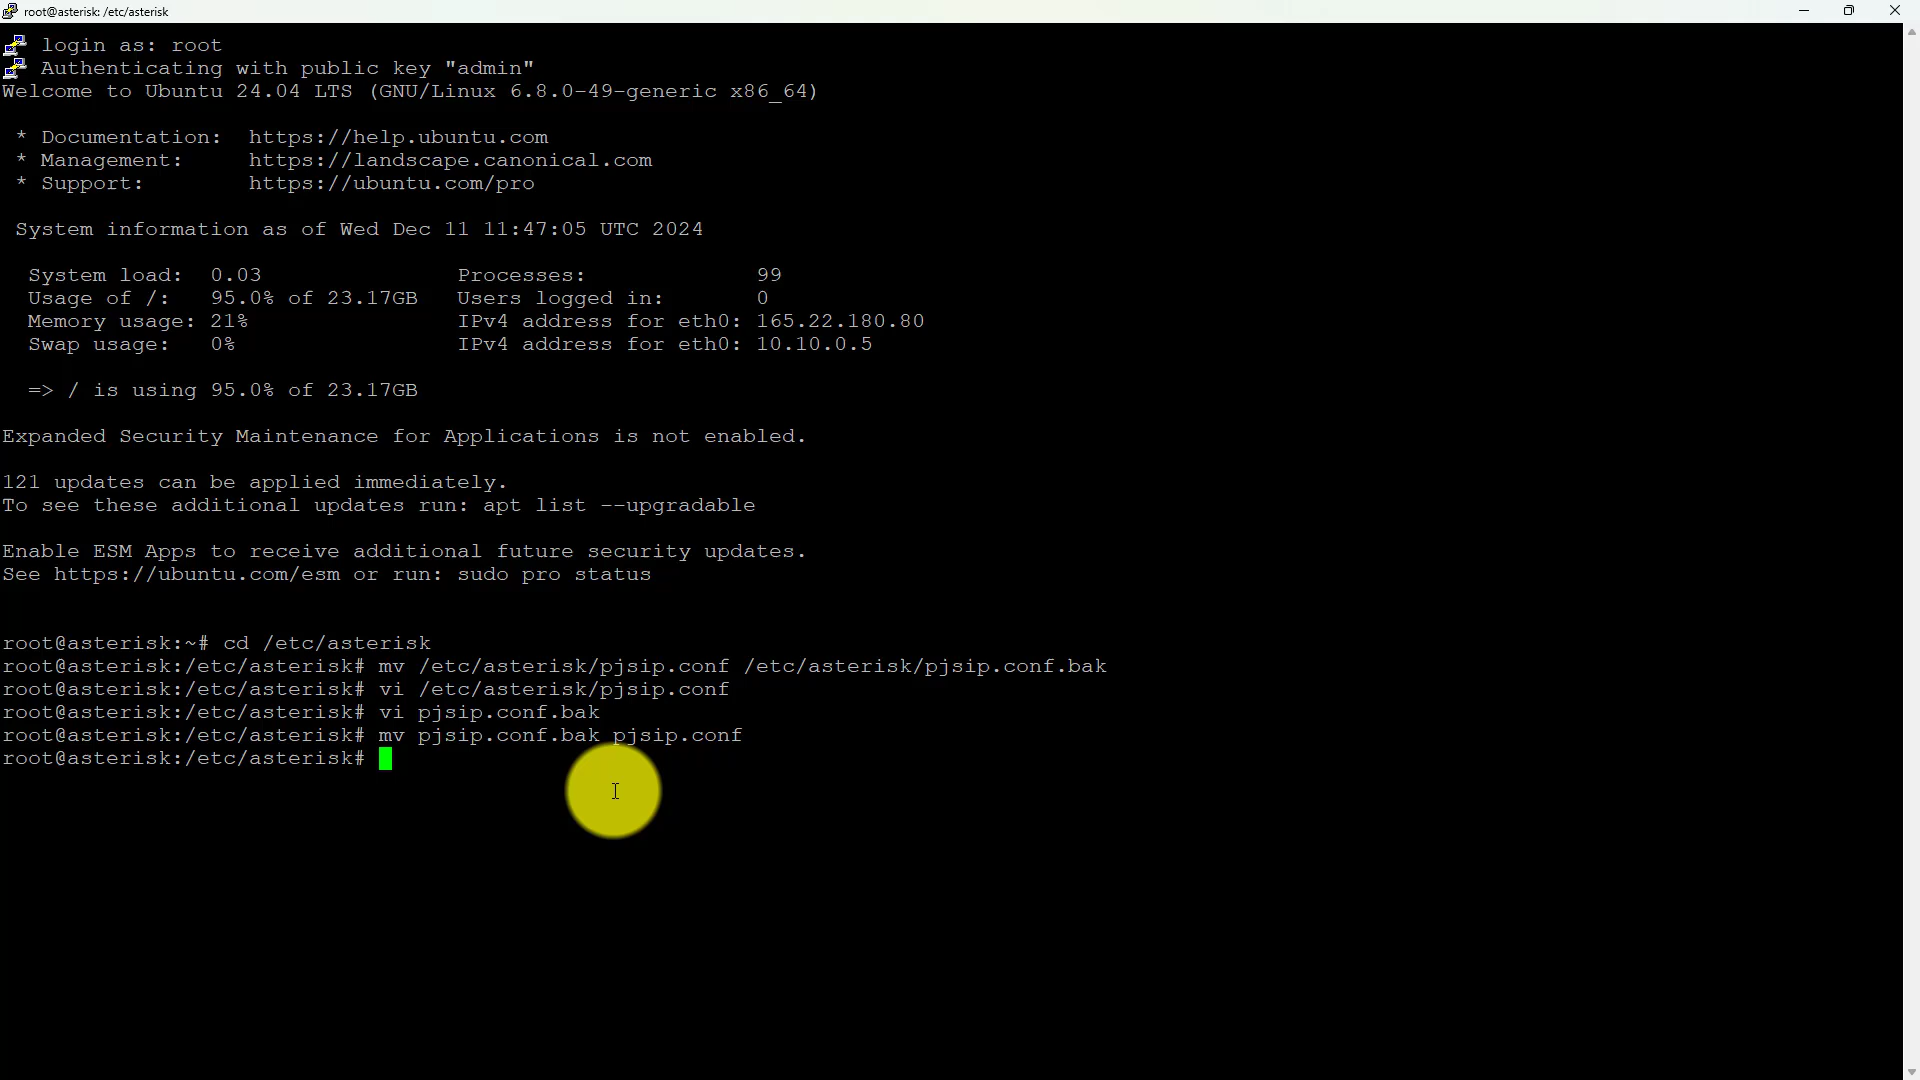 root@asterisk: /etc/asterisk
login as: root
Authenticating with public key "admin"
Welcome to Ubuntu 24.04 LTS (GNU/Linux 6.8.0-49-generic x86_64)
* Documentation:  https://help.ubuntu.com
* Management:     https://landscape.canonical.com
* Support:        https://ubuntu.com/pro
System information as of Wed Dec 11 11:47:05 UTC 2024
System load:  0.03               Processes:             99
Usage of /:   95.0% of 23.17GB   Users logged in:       0
Memory usage: 21%                IPv4 address for eth0: 165.22.180.80
Swap usage:   0%                 IPv4 address for eth0: 10.10.0.5
=> / is using 95.0% of 23.17GB
Expanded Security Maintenance for Applications is not enabled.
121 updates can be applied immediately.
To see these additional updates run: apt list --upgradable
Enable ESM Apps to receive additional future security updates.
See https://ubuntu.com/esm or run: sudo pro status
root@asterisk:~# cd /etc/asterisk
root@asterisk:/etc/asterisk# mv /etc/asterisk/pjsip.conf /etc/asterisk/pjsip.conf.bak
root@asterisk:/etc/asterisk# vi /etc/asterisk/pjsip.conf
root@asterisk:/etc/asterisk# vi pjsip.conf.bak
root@asterisk:/etc/asterisk# mv pjsip.conf.bak pjsip.conf
root@asterisk:/etc/asterisk#